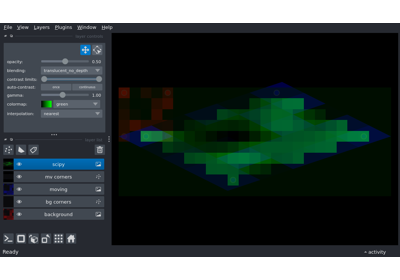 File View Layers Plugins Window Help
opacity: 0.50
blending: translucent_no_depth
contrast limits:
auto-contrast: once continuous
gamma: 1.00
colormap: green
interpolation: nearest
scipy
mv corners
moving
bg corners
background
Ready activity